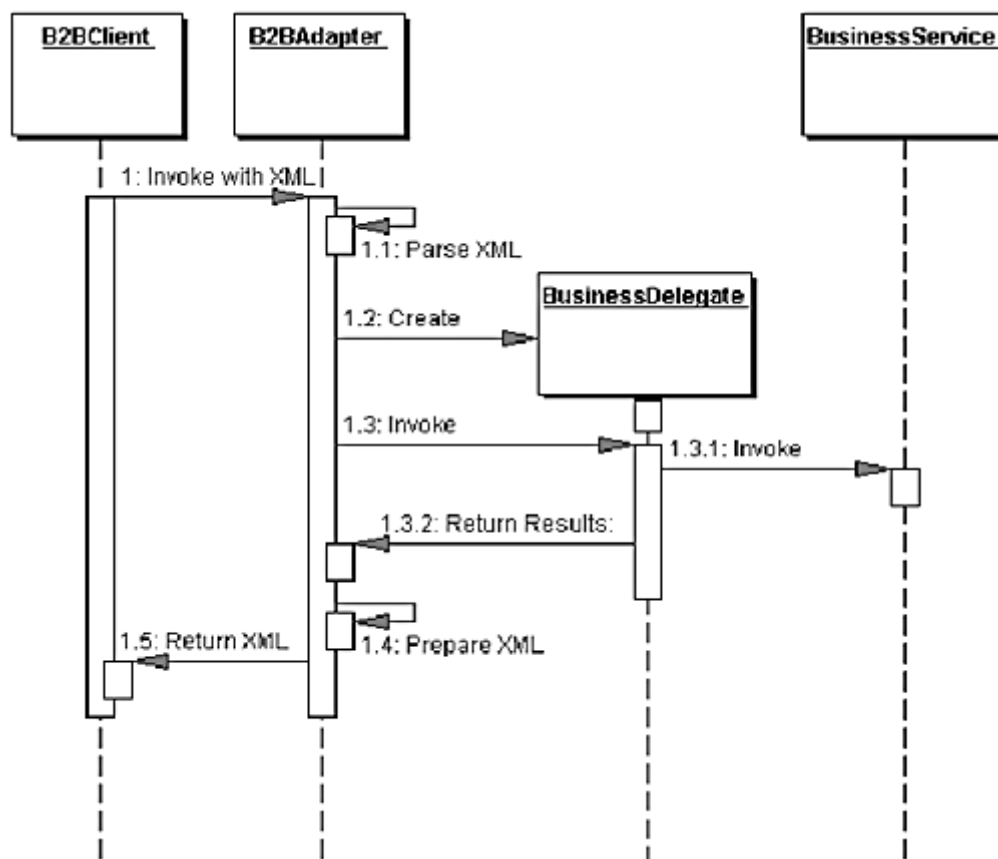 B2BClient
B2BAdapter
BusinessService
1: Invoke with XML
1.1: Parse XML
BusinessDelegate
1.2: Create
1.3: Invoke
1.3.1: Invoke
1.3.2: Return Results:
1.5: Return XML
1.4: Prepare XML